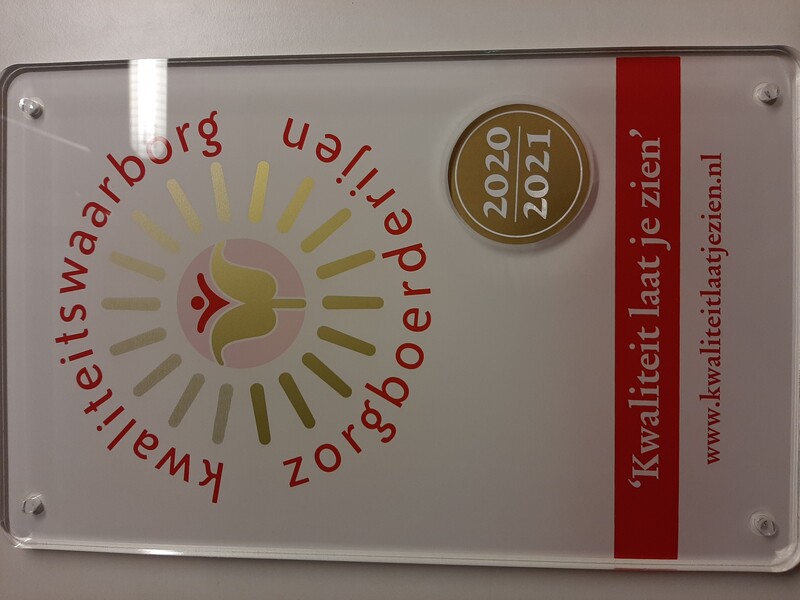 kwaliteitswaarborg
zorgboerderijen
2020
2021
‘Kwaliteit laat je zien’
www.kwaliteitlaatjezien.nl